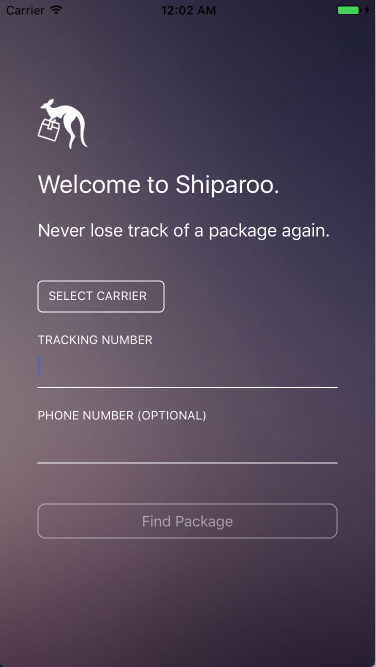 Carrier 12:02 AM
Welcome to Shiparoo.
Never lose track of a package again.
SELECT CARRIER
TRACKING NUMBER
PHONE NUMBER (OPTIONAL)
Find Package